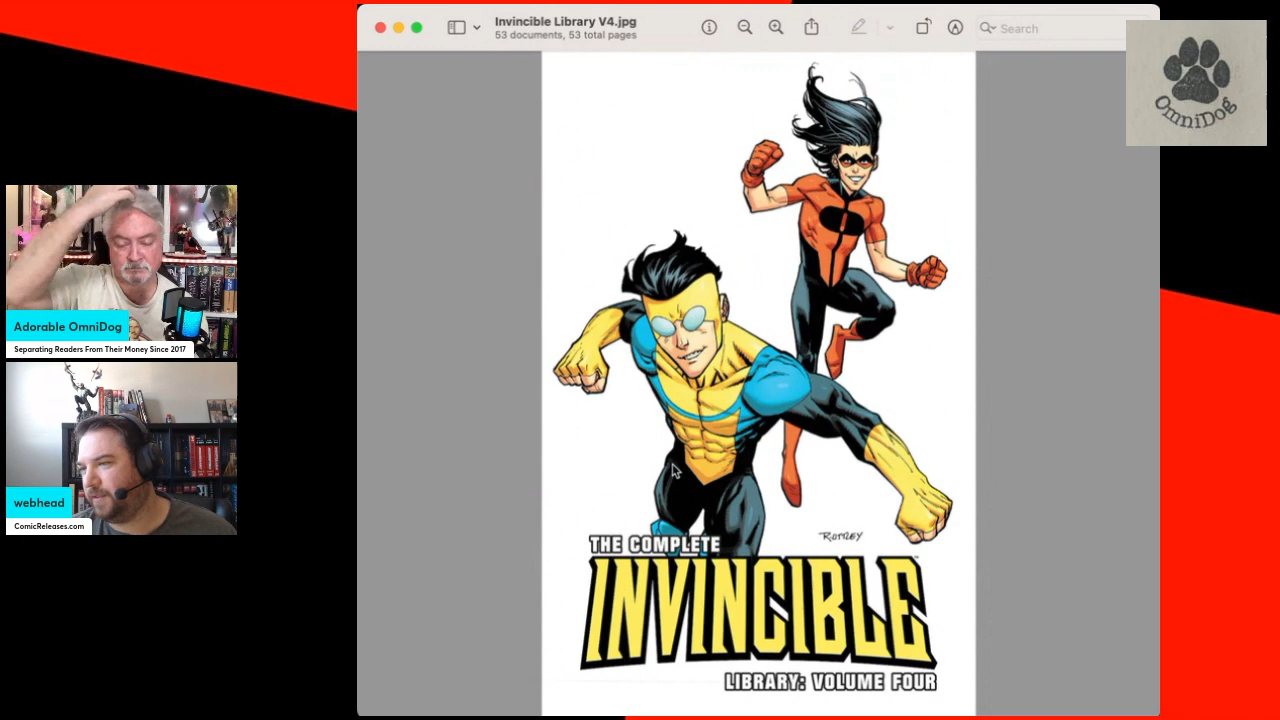 Invincible Library V4.jpg
53 documents, 53 total pages
Search
OmniDog
Adorable OmniDog
Separating Readers From Their Money Since 2017
webhead
ComicReleases.com
ROTTLEY
THE COMPLETE
INVINCIBLE
LIBRARY: VOLUME FOUR